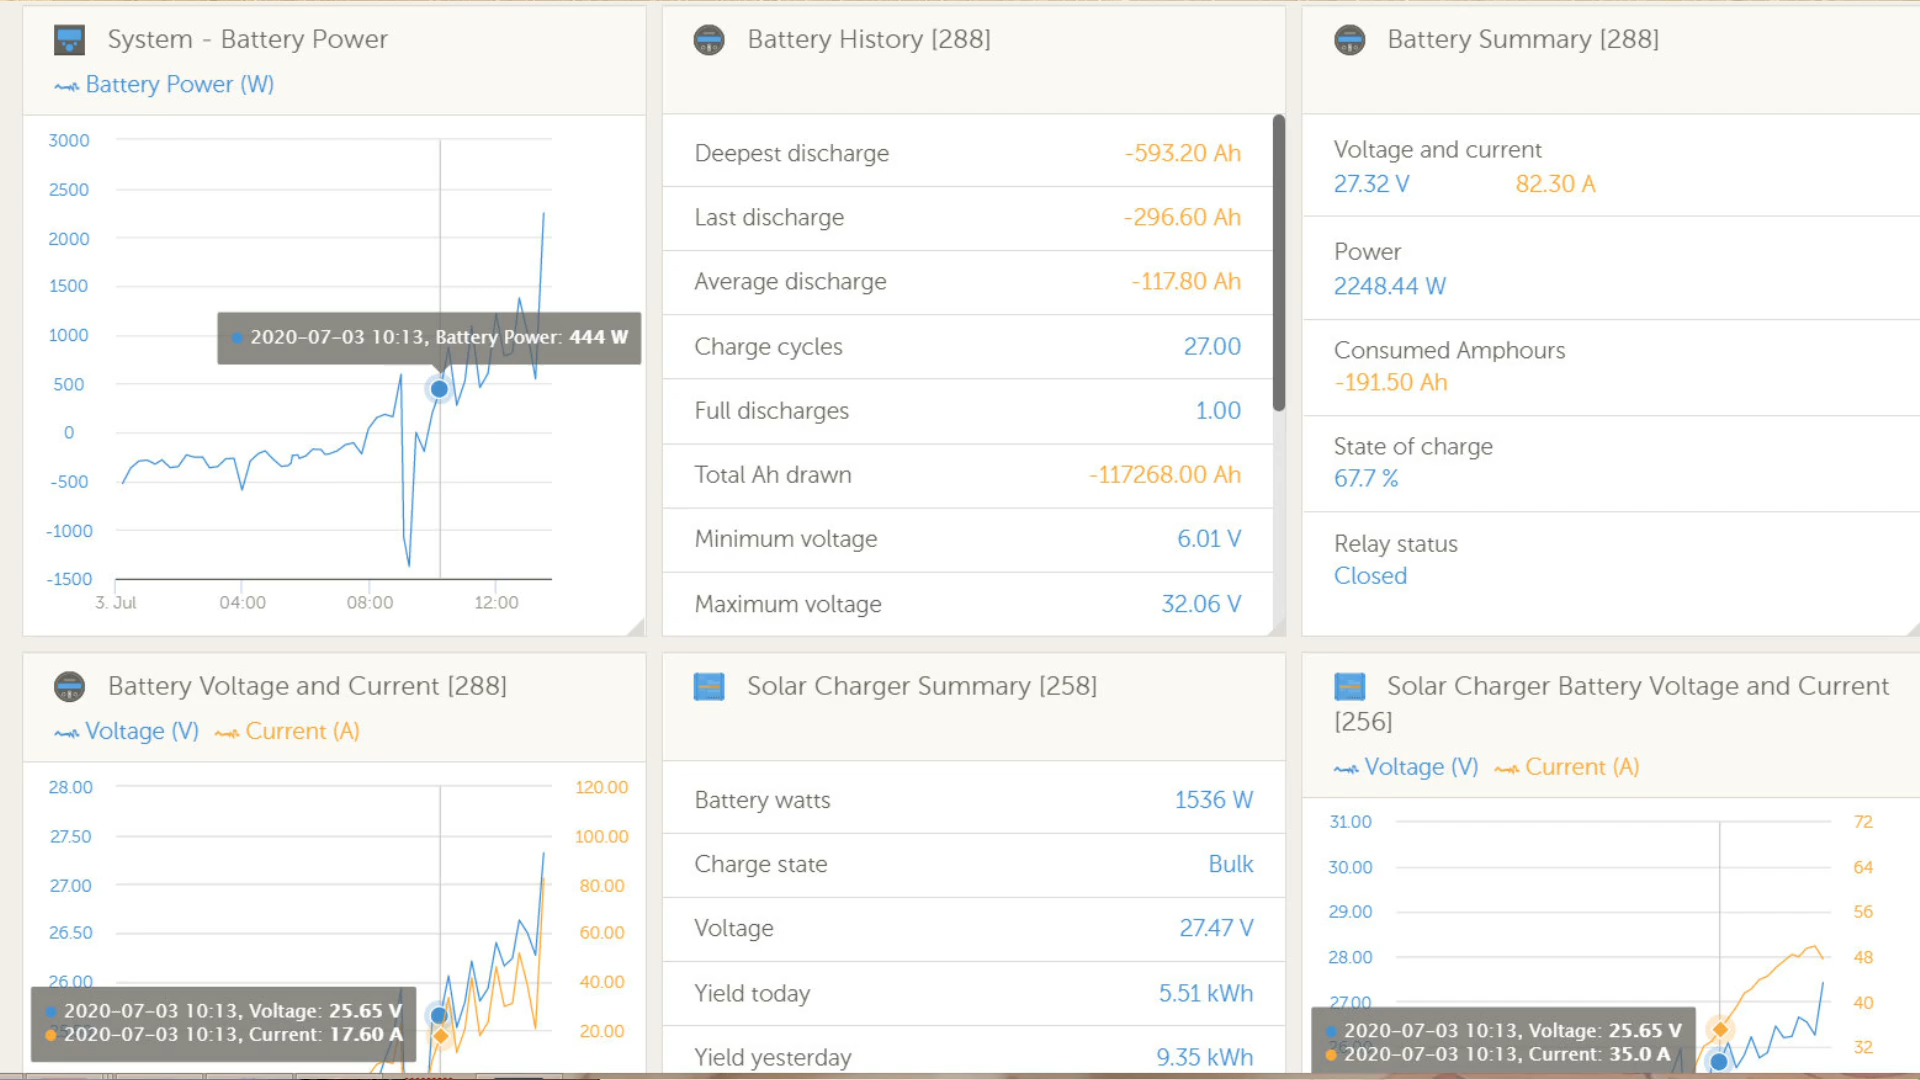 System - Battery Power
Battery Power (W)
3000
2500
2000
1500
1000
500
0
-500
-1000
-1500
3. Jul
04:00
08:00
12:00
2020-07-03 10:13, Battery Power: 444 W
Battery History [288]
Deepest discharge -593.20 Ah
Last discharge -296.60 Ah
Average discharge -117.80 Ah
Charge cycles 27.00
Full discharges 1.00
Total Ah drawn -117268.00 Ah
Minimum voltage 6.01 V
Maximum voltage 32.06 V
Battery Summary [288]
Voltage and current
27.32 V 82.30 A
Power
2248.44 W
Consumed Amphours
-191.50 Ah
State of charge
67.7 %
Relay status
Closed
Battery Voltage and Current [288]
Voltage (V) Current (A)
28.00 120.00
27.50 100.00
27.00 80.00
26.50 60.00
26.00 40.00
20.00
2020-07-03 10:13, Voltage: 25.65 V
2020-07-03 10:13, Current: 17.60 A
Solar Charger Summary [258]
Battery watts 1536 W
Charge state Bulk
Voltage 27.47 V
Yield today 5.51 kWh
Yield yesterday 9.35 kWh
Solar Charger Battery Voltage and Current
[256]
Voltage (V) Current (A)
31.00 72
30.00 64
29.00 56
28.00 48
27.00 40
32
2020-07-03 10:13, Voltage: 25.65 V
2020-07-03 10:13, Current: 35.0 A